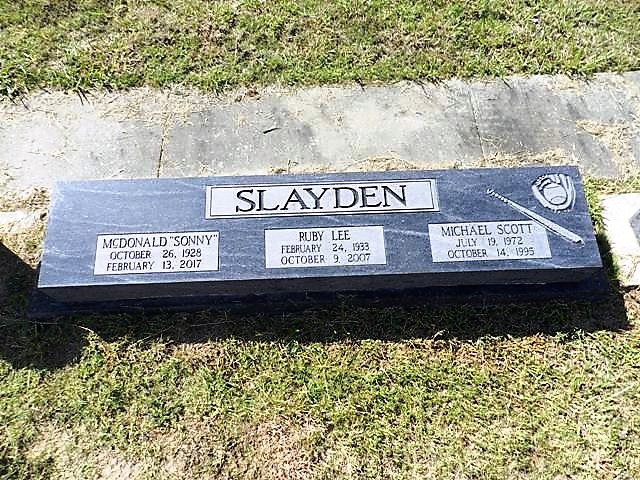 SLAYDEN
McDONALD "SONNY"
OCTOBER 26, 1928
FEBRUARY 13, 2017
RUBY LEE
FEBRUARY 24, 1933
OCTOBER 9, 2007
MICHAEL SCOTT
JULY 19, 1972
OCTOBER 14, 1995